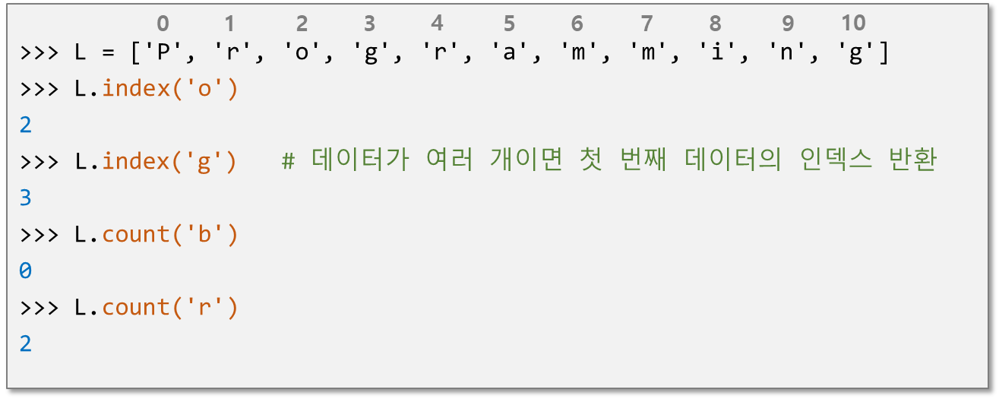 0 1 2 3 4 5 6 7 8 9 10
>>> L = ['P', 'r', 'o', 'g', 'r', 'a', 'm', 'm', 'i', 'n', 'g']
>>> L.index('o')
2
>>> L.index('g') # 데이터가 여러 개이면 첫 번째 데이터의 인덱스 반환
3
>>> L.count('b')
0
>>> L.count('r')
2